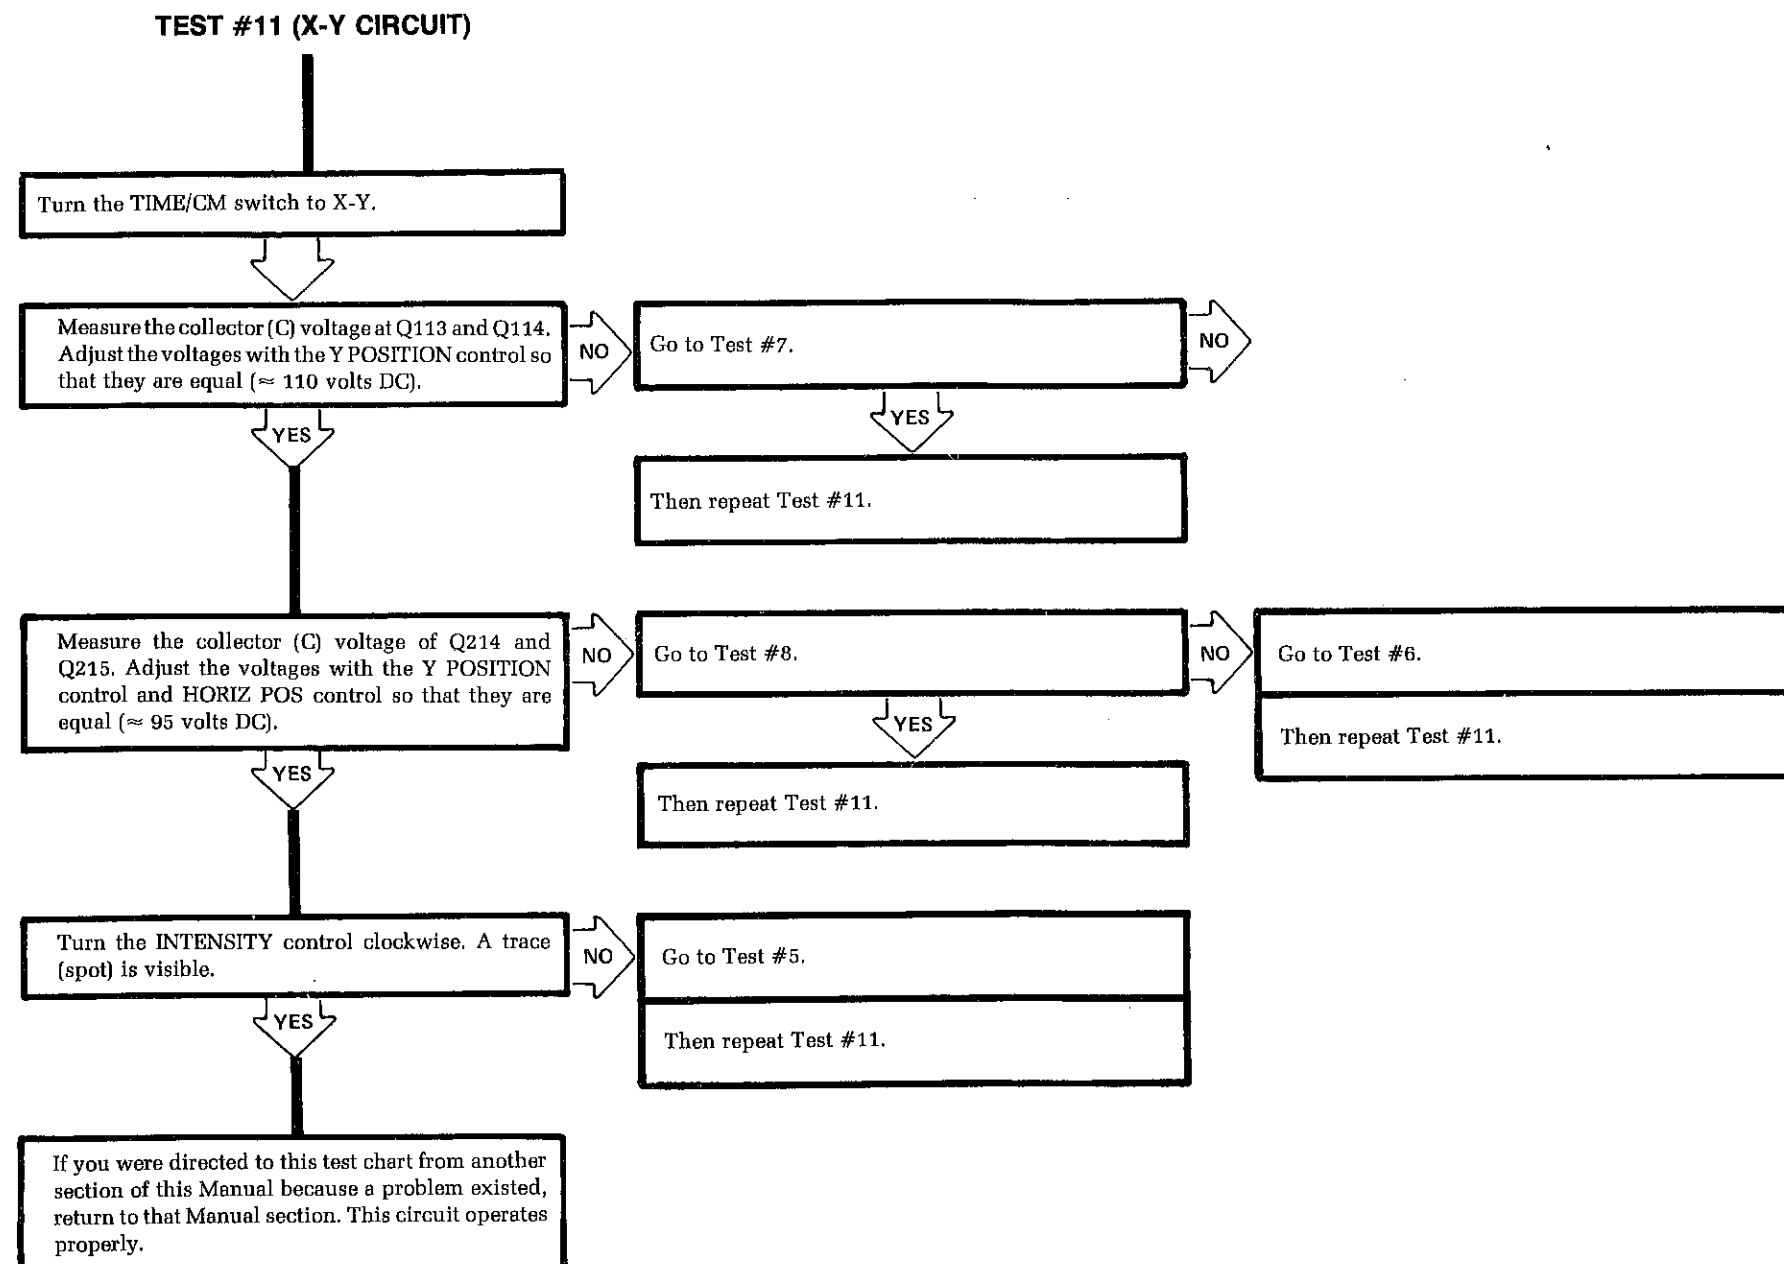 TEST #11 (X-Y CIRCUIT)
Turn the TIME/CM switch to X-Y.
Measure the collector (C) voltage at Q113 and Q114.
Adjust the voltages with the Y POSITION control so
that they are equal (≈ 110 volts DC).
NO
Go to Test #7.
NO
YES
YES
Then repeat Test #11.
Measure the collector (C) voltage of Q214 and
Q215. Adjust the voltages with the Y POSITION
control and HORIZ POS control so that they are
equal (≈ 95 volts DC).
NO
Go to Test #8.
NO
Go to Test #6.
Then repeat Test #11.
YES
YES
Then repeat Test #11.
Turn the INTENSITY control clockwise. A trace
(spot) is visible.
NO
Go to Test #5.
Then repeat Test #11.
YES
If you were directed to this test chart from another
section of this Manual because a problem existed,
return to that Manual section. This circuit operates
properly.